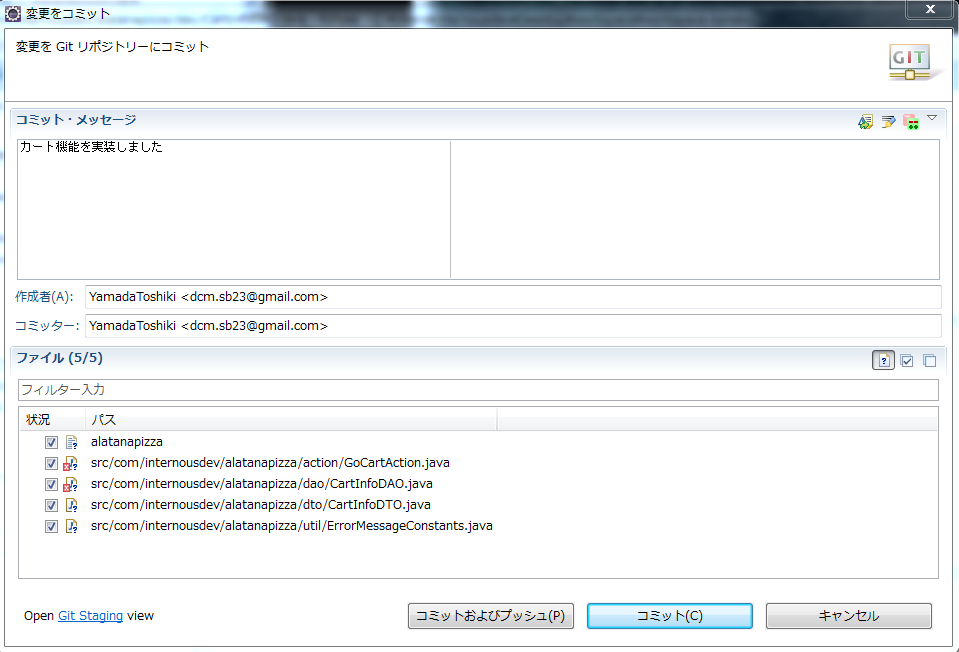 変更をコミット
変更を Git リポジトリーにコミット
GIT
コミット・メッセージ
カート機能を実装しました
作成者(A): YamadaToshiki <dcm.sb23@gmail.com>
コミッター: YamadaToshiki <dcm.sb23@gmail.com>
ファイル (5/5)
フィルター入力
状況 パス
alatanapizza
src/com/internousdev/alatanapizza/action/GoCartAction.java
src/com/internousdev/alatanapizza/dao/CartInfoDAO.java
src/com/internousdev/alatanapizza/dto/CartInfoDTO.java
src/com/internousdev/alatanapizza/util/ErrorMessageConstants.java
Open Git Staging view コミットおよびプッシュ(P) コミット(C) キャンセル